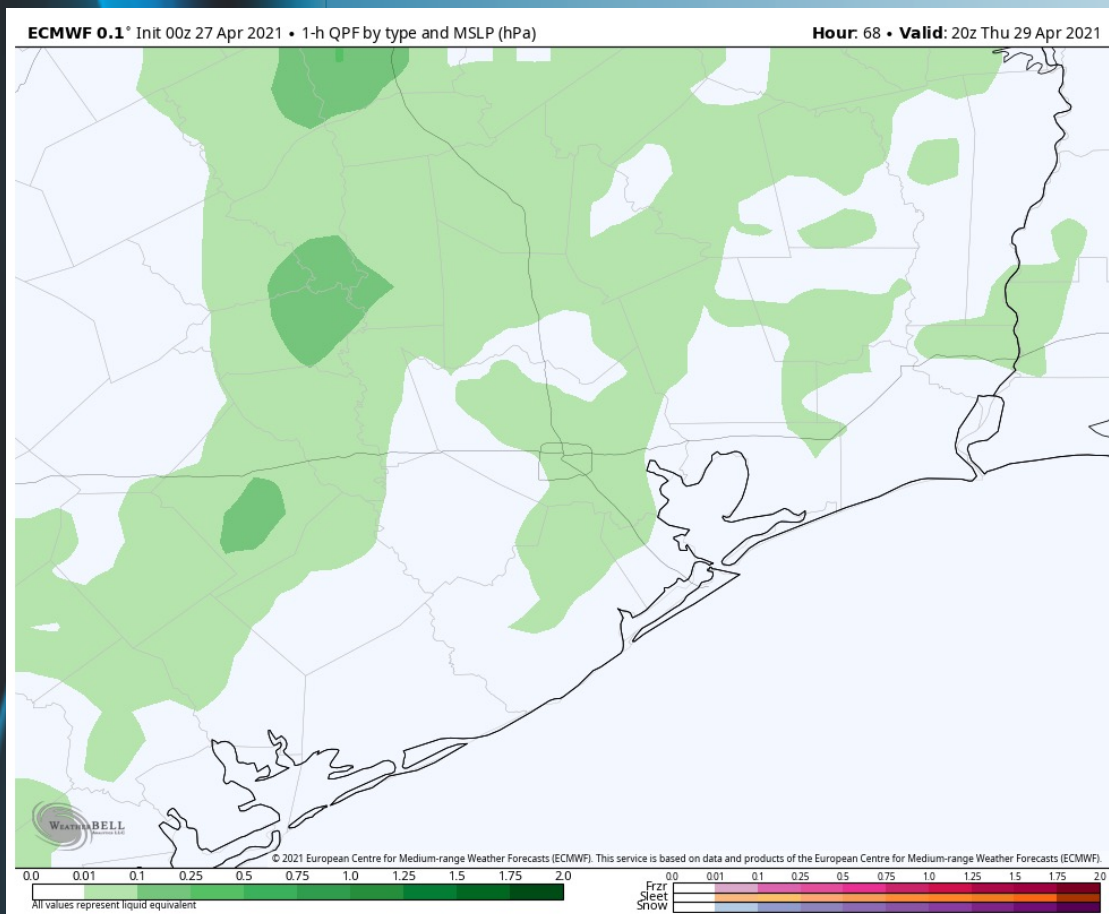 ECMWF 0.1° Init 00z 27 Apr 2021 • 1-h QPF by type and MSLP (hPa)
Hour: 68 • Valid: 20z Thu 29 Apr 2021
WEATHERBELL
© 2021 European Centre for Medium-range Weather Forecasts (ECMWF). This service is based on data and products of the European Centre for Medium-range Weather Forecasts (ECMWF).
0.0 0.01 0.1 0.25 0.5 0.75 1.0 1.25 1.5 1.75 2.0
All values represent liquid equivalent
0.0 0.01 0.1 0.25 0.50 0.75 1.0 1.25 1.50 1.75 2.0
Frzr
Sleet
Snow